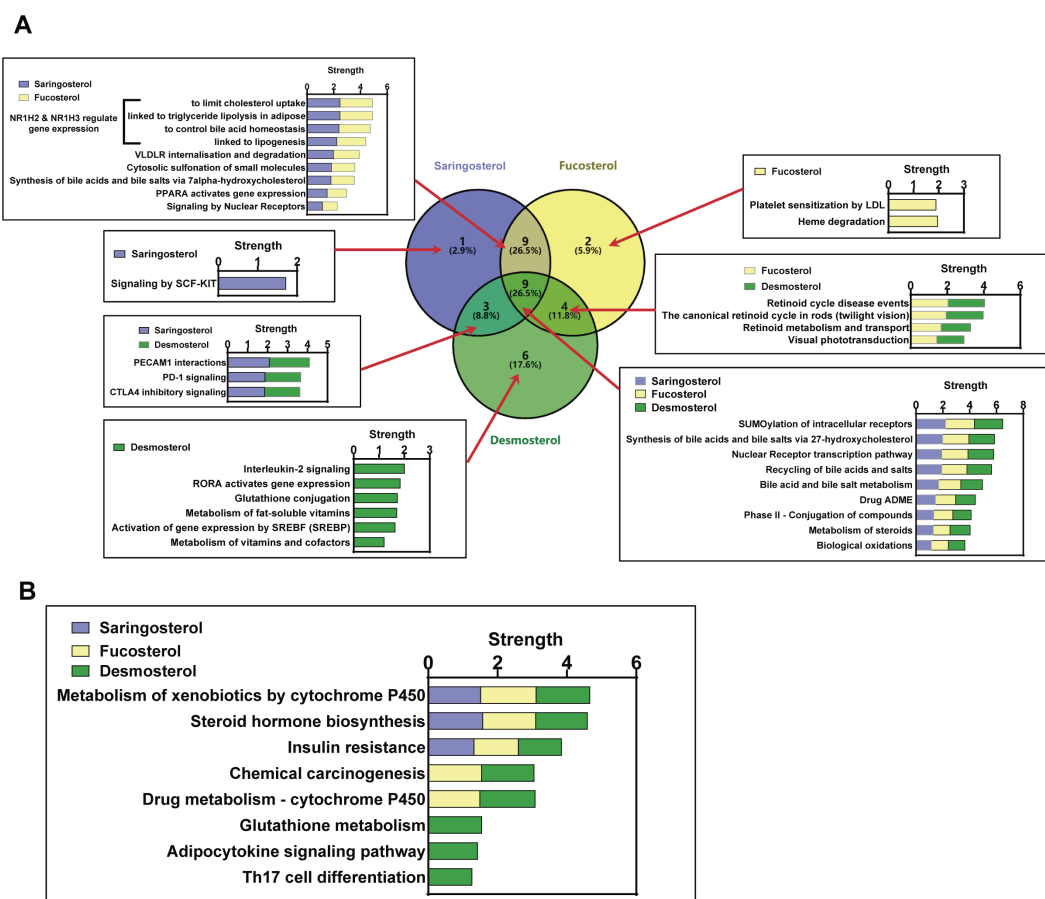 A
Strength
0 2 4 6
Saringosterol
Fucosterol
NR1H2 & NR1H3 regulate
gene expression
to limit cholesterol uptake
linked to triglyceride lipolysis in adipose
to control bile acid homeostasis
linked to lipogenesis
VLDLR internalisation and degradation
Cytosolic sulfonation of small molecules
Synthesis of bile acids and bile salts via 7alpha-hydroxycholesterol
PPARA activates gene expression
Signaling by Nuclear Receptors
Saringosterol
Strength
0 1 2
Signaling by SCF-KIT
Saringosterol
Desmosterol
Strength
0 1 2 3 4 5
PECAM1 interactions
PD-1 signaling
CTLA4 inhibitory signaling
Desmosterol
Strength
0 1 2 3
Interleukin-2 signaling
RORA activates gene expression
Glutathione conjugation
Metabolism of fat-soluble vitamins
Activation of gene expression by SREBF (SREBP)
Metabolism of vitamins and cofactors
Saringosterol
Fucosterol
1
(2.9%)
9
(26.5%)
2
(5.9%)
9
(26.5%)
3
(8.8%)
4
(11.8%)
6
(17.6%)
Desmosterol
Fucosterol
Strength
0 1 2 3
Platelet sensitization by LDL
Heme degradation
Fucosterol
Desmosterol
Strength
0 2 4 6
Retinoid cycle disease events
The canonical retinoid cycle in rods (twilight vision)
Retinoid metabolism and transport
Visual phototransduction
Saringosterol
Fucosterol
Desmosterol
Strength
0 2 4 6 8
SUMOylation of intracellular receptors
Synthesis of bile acids and bile salts via 27-hydroxycholesterol
Nuclear Receptor transcription pathway
Recycling of bile acids and salts
Bile acid and bile salt metabolism
Drug ADME
Phase II - Conjugation of compounds
Metabolism of steroids
Biological oxidations
B
Saringosterol
Fucosterol
Desmosterol
Strength
0 2 4 6
Metabolism of xenobiotics by cytochrome P450
Steroid hormone biosynthesis
Insulin resistance
Chemical carcinogenesis
Drug metabolism - cytochrome P450
Glutathione metabolism
Adipocytokine signaling pathway
Th17 cell differentiation